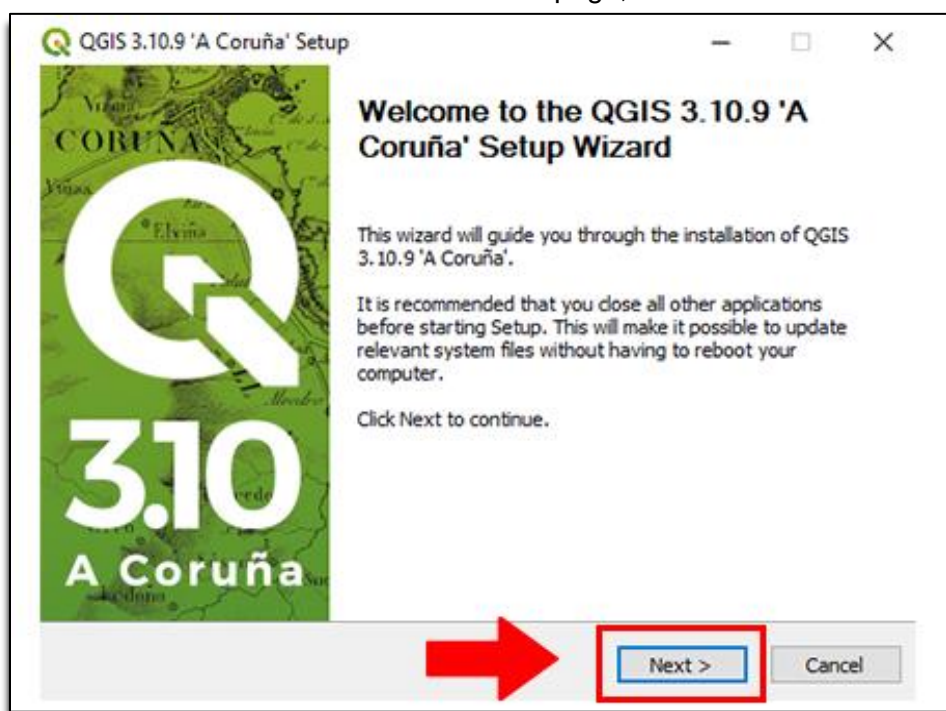 QGIS 3.10.9 'A Coruña' Setup
Welcome to the QGIS 3.10.9 'A
Coruña' Setup Wizard
This wizard will guide you through the installation of QGIS
3.10.9 'A Coruña'.
It is recommended that you close all other applications
before starting Setup. This will make it possible to update
relevant system files without having to reboot your
computer.
Click Next to continue.
CORUNA
Elviña
3.10
A Coruña
Next >
Cancel